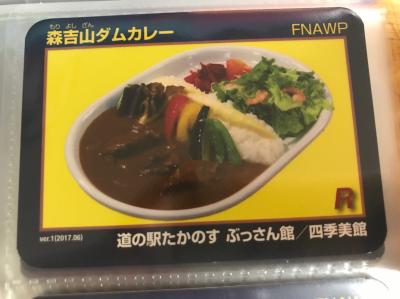 もり よし ざん
森吉山ダムカレー
FNAWP
R
ver.1(2017.06)
道の駅たかのす ぶっさん館／四季美館